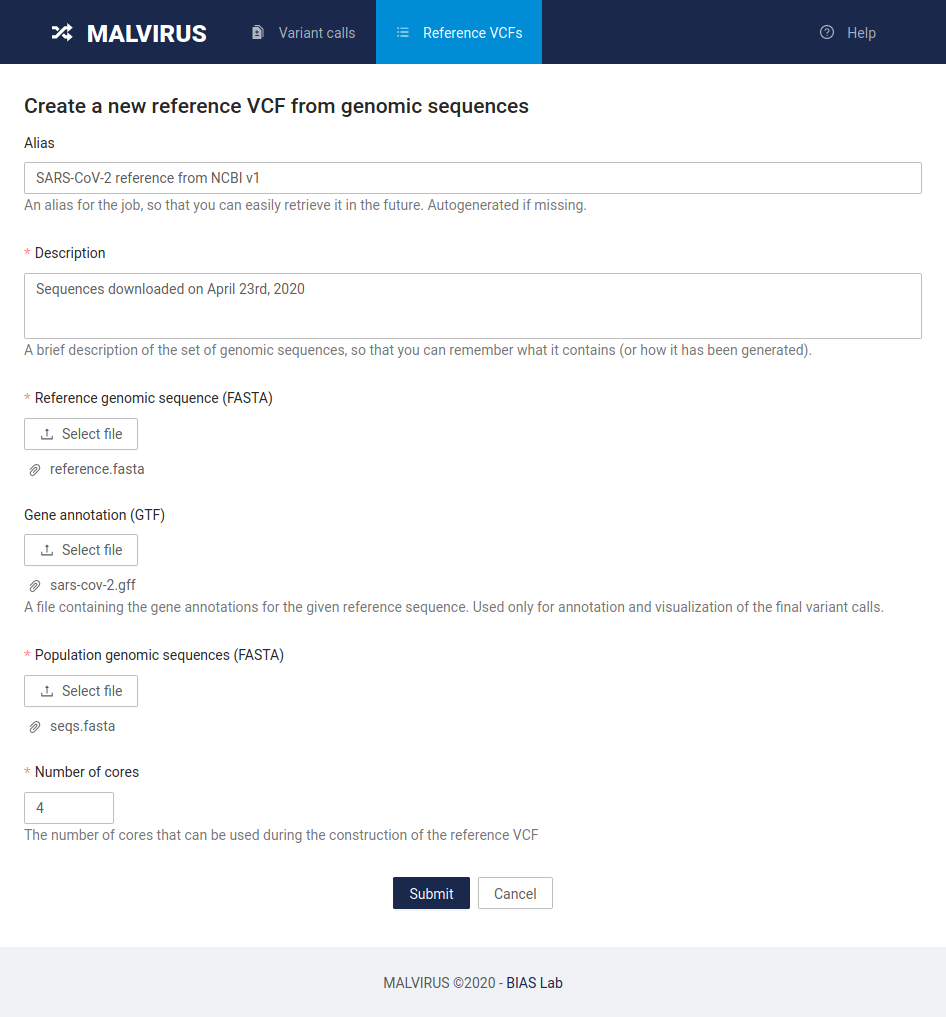 MALVIRUS Variant calls Reference VCFs Help
Create a new reference VCF from genomic sequences
Alias
SARS-CoV-2 reference from NCBI v1
An alias for the job, so that you can easily retrieve it in the future. Autogenerated if missing.
* Description
Sequences downloaded on April 23rd, 2020
A brief description of the set of genomic sequences, so that you can remember what it contains (or how it has been generated).
* Reference genomic sequence (FASTA)
Select file
reference.fasta
Gene annotation (GTF)
Select file
sars-cov-2.gff
A file containing the gene annotations for the given reference sequence. Used only for annotation and visualization of the final variant calls.
* Population genomic sequences (FASTA)
Select file
seqs.fasta
* Number of cores
4
The number of cores that can be used during the construction of the reference VCF
Submit Cancel
MALVIRUS ©2020 - BIAS Lab